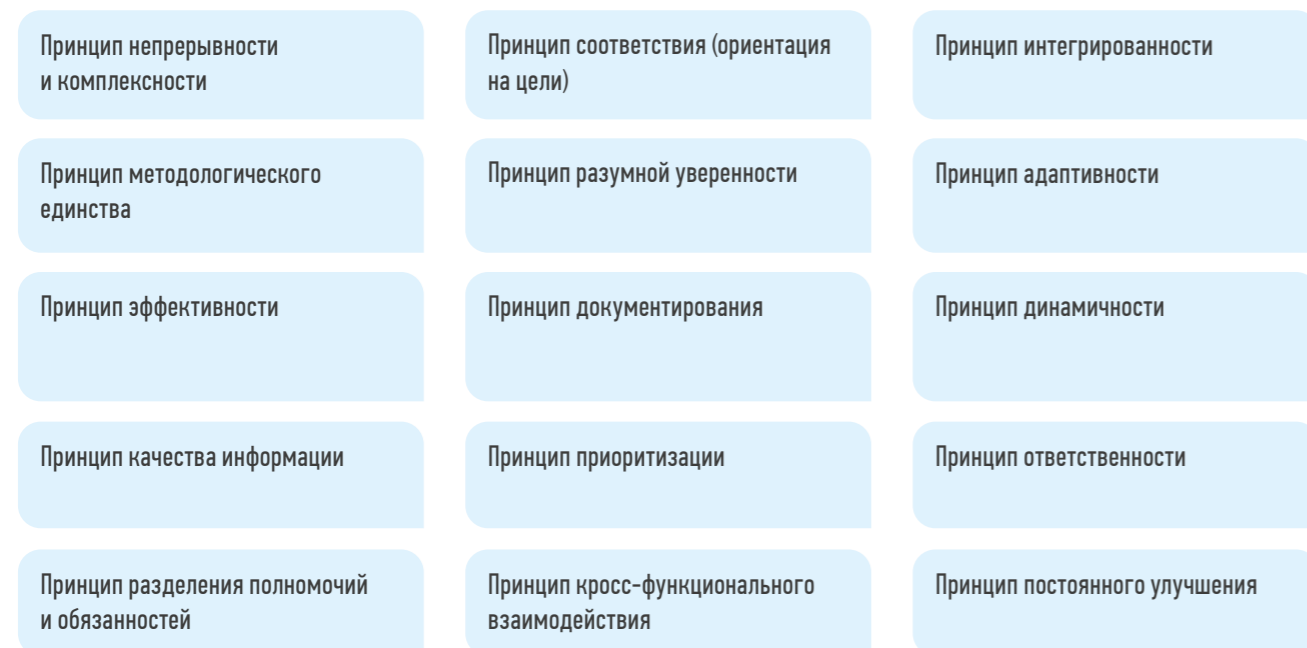 Принцип непрерывности
и комплексности
Принцип соответствия (ориентация
на цели)
Принцип интегрированности
Принцип методологического
единства
Принцип разумной уверенности
Принцип адаптивности
Принцип эффективности
Принцип документирования
Принцип динамичности
Принцип качества информации
Принцип приоритизации
Принцип ответственности
Принцип разделения полномочий
и обязанностей
Принцип кросс-функционального
взаимодействия
Принцип постоянного улучшения